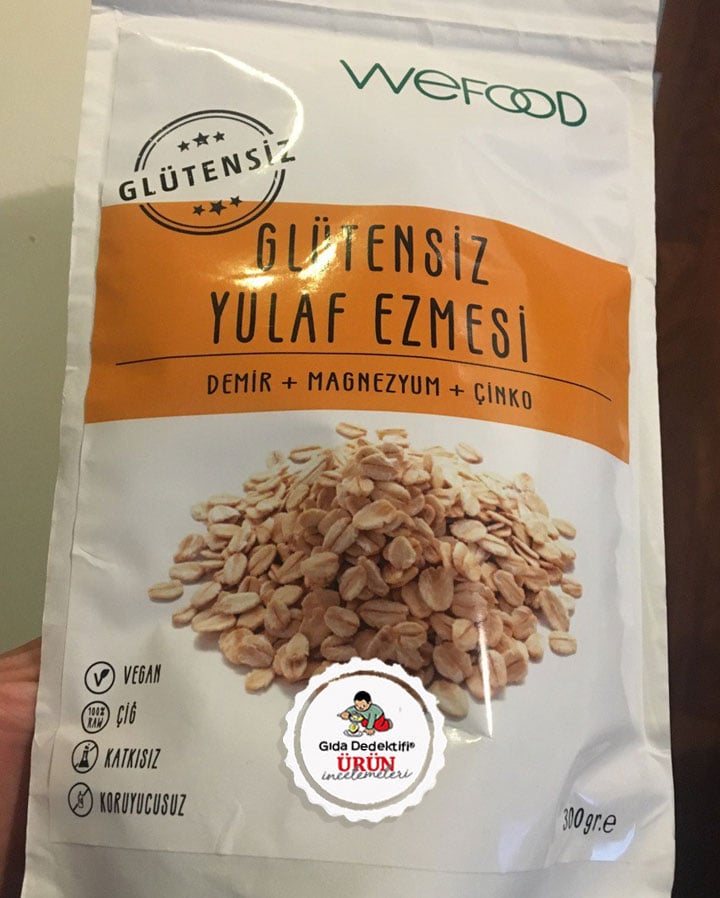 WEFOOD
GLÜTENSİZ
GLÜTENSİZ
YULAF EZMESİ
DEMİR + MAGNEZYUM + ÇİNKO
VEGAN
100%
RAW
ÇİĞ
KATKISIZ
KORUYUCUSUZ
Gıda Dedektifi®
ÜRÜN
incelemeleri
300gr.e